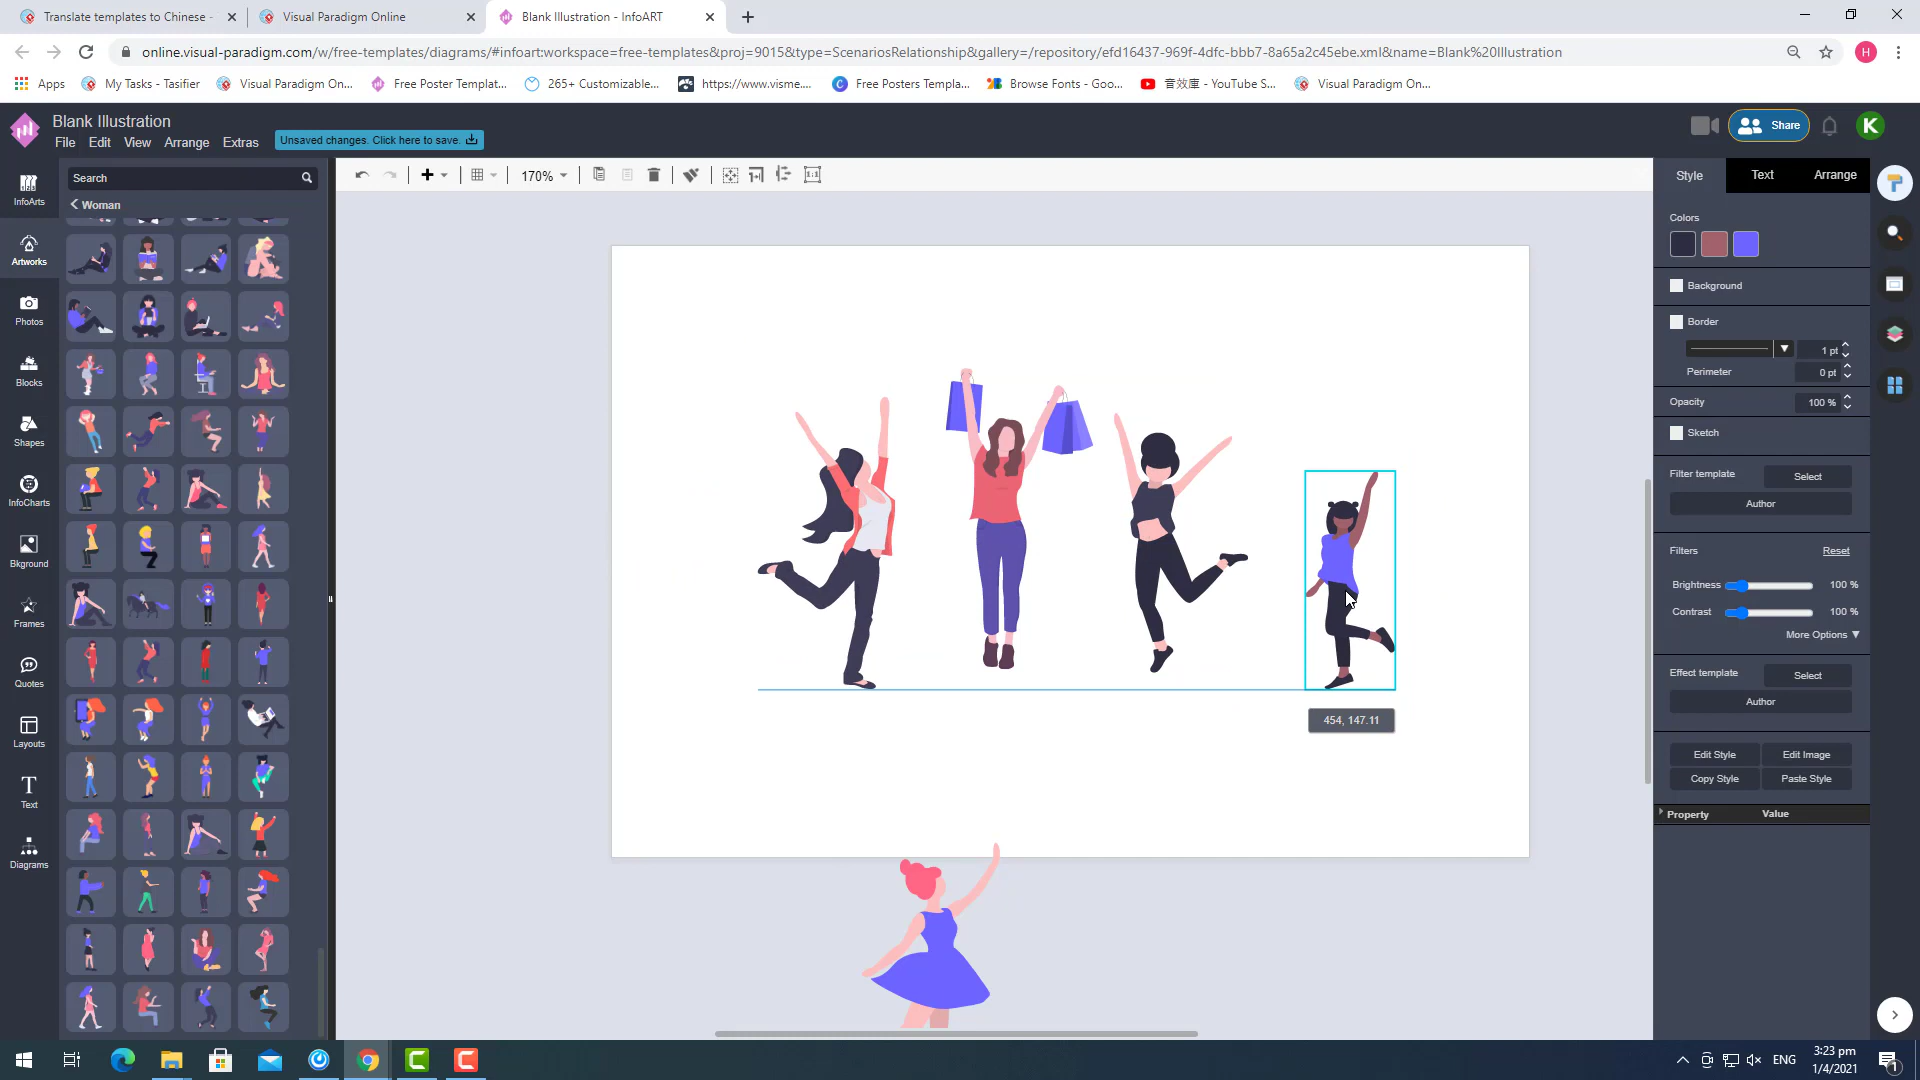 Translate templates to Chinese -
Visual Paradigm Online
Blank Illustration - InfoART
online.visual-paradigm.com/w/free-templates/diagrams/#infoart:workspace=free-templates&proj=9015&type=ScenariosRelationship&gallery=/repository/efd16437-969f-4dfc-bbb7-8a65a2c45ebe.xml&name=Blank%20Illustration
H
Apps
My Tasks - Tasifier
Visual Paradigm On...
Free Poster Templat...
265+ Customizable...
https://www.visme....
Free Posters Templa...
Browse Fonts - Goo...
音效庫 - YouTube S...
Visual Paradigm On...
Blank Illustration
File
Edit
View
Arrange
Extras
Unsaved changes. Click here to save.
Share
K
Search
Woman
InfoArts
Artworks
Photos
Blocks
Shapes
InfoCharts
Bkground
Frames
Quotes
Layouts
Text
Diagrams
170%
454, 147.11
Style
Text
Arrange
Colors
Background
Border
1 pt
Perimeter
0 pt
Opacity
100 %
Sketch
Filter template
Select
Author
Filters
Reset
Brightness
100 %
Contrast
100 %
More Options
Effect template
Select
Author
Edit Style
Edit Image
Copy Style
Paste Style
Property
Value
ENG
3:23 pm
1/4/2021
1